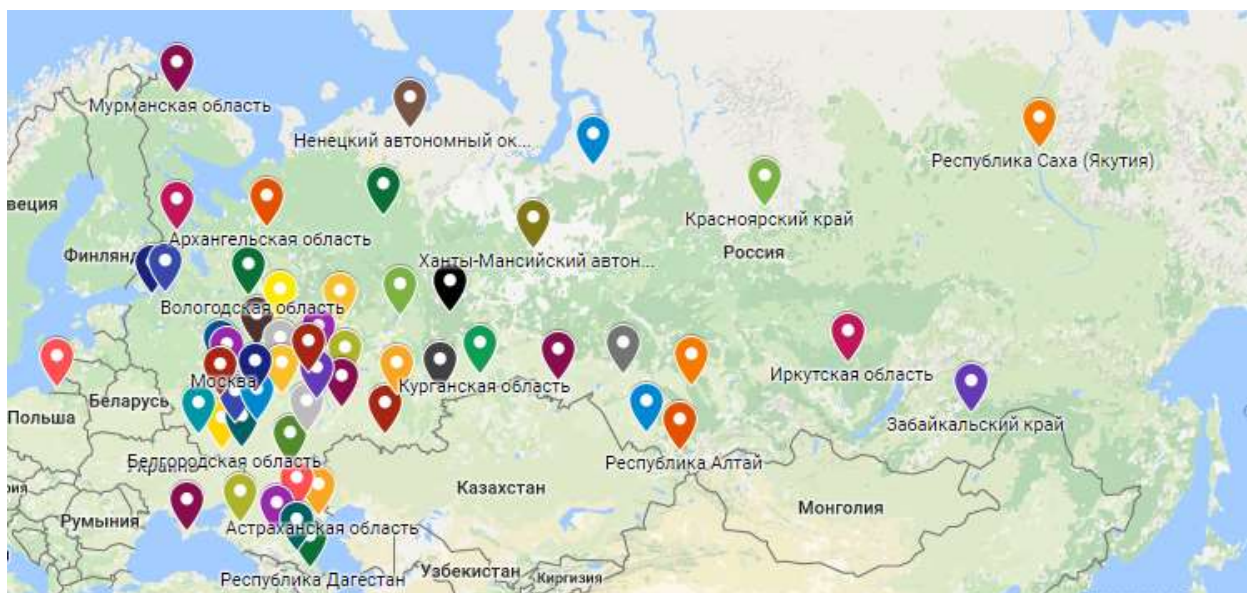 Мурманская область
Ненецкий автономный ок...
Республика Саха (Якутия)
веция
Красноярский край
Архангельская область
Финлянд
Россия
Ханты-Мансийский автон...
Вологодская область
Иркутская область
Москва
Курганская область
Беларусь
Польша
Забайкальский край
Белгородская область
Республика Алтай
Казахстан
Монголия
Румыния
Астраханская область
Узбекистан
Киргизия
Республика Дагестан